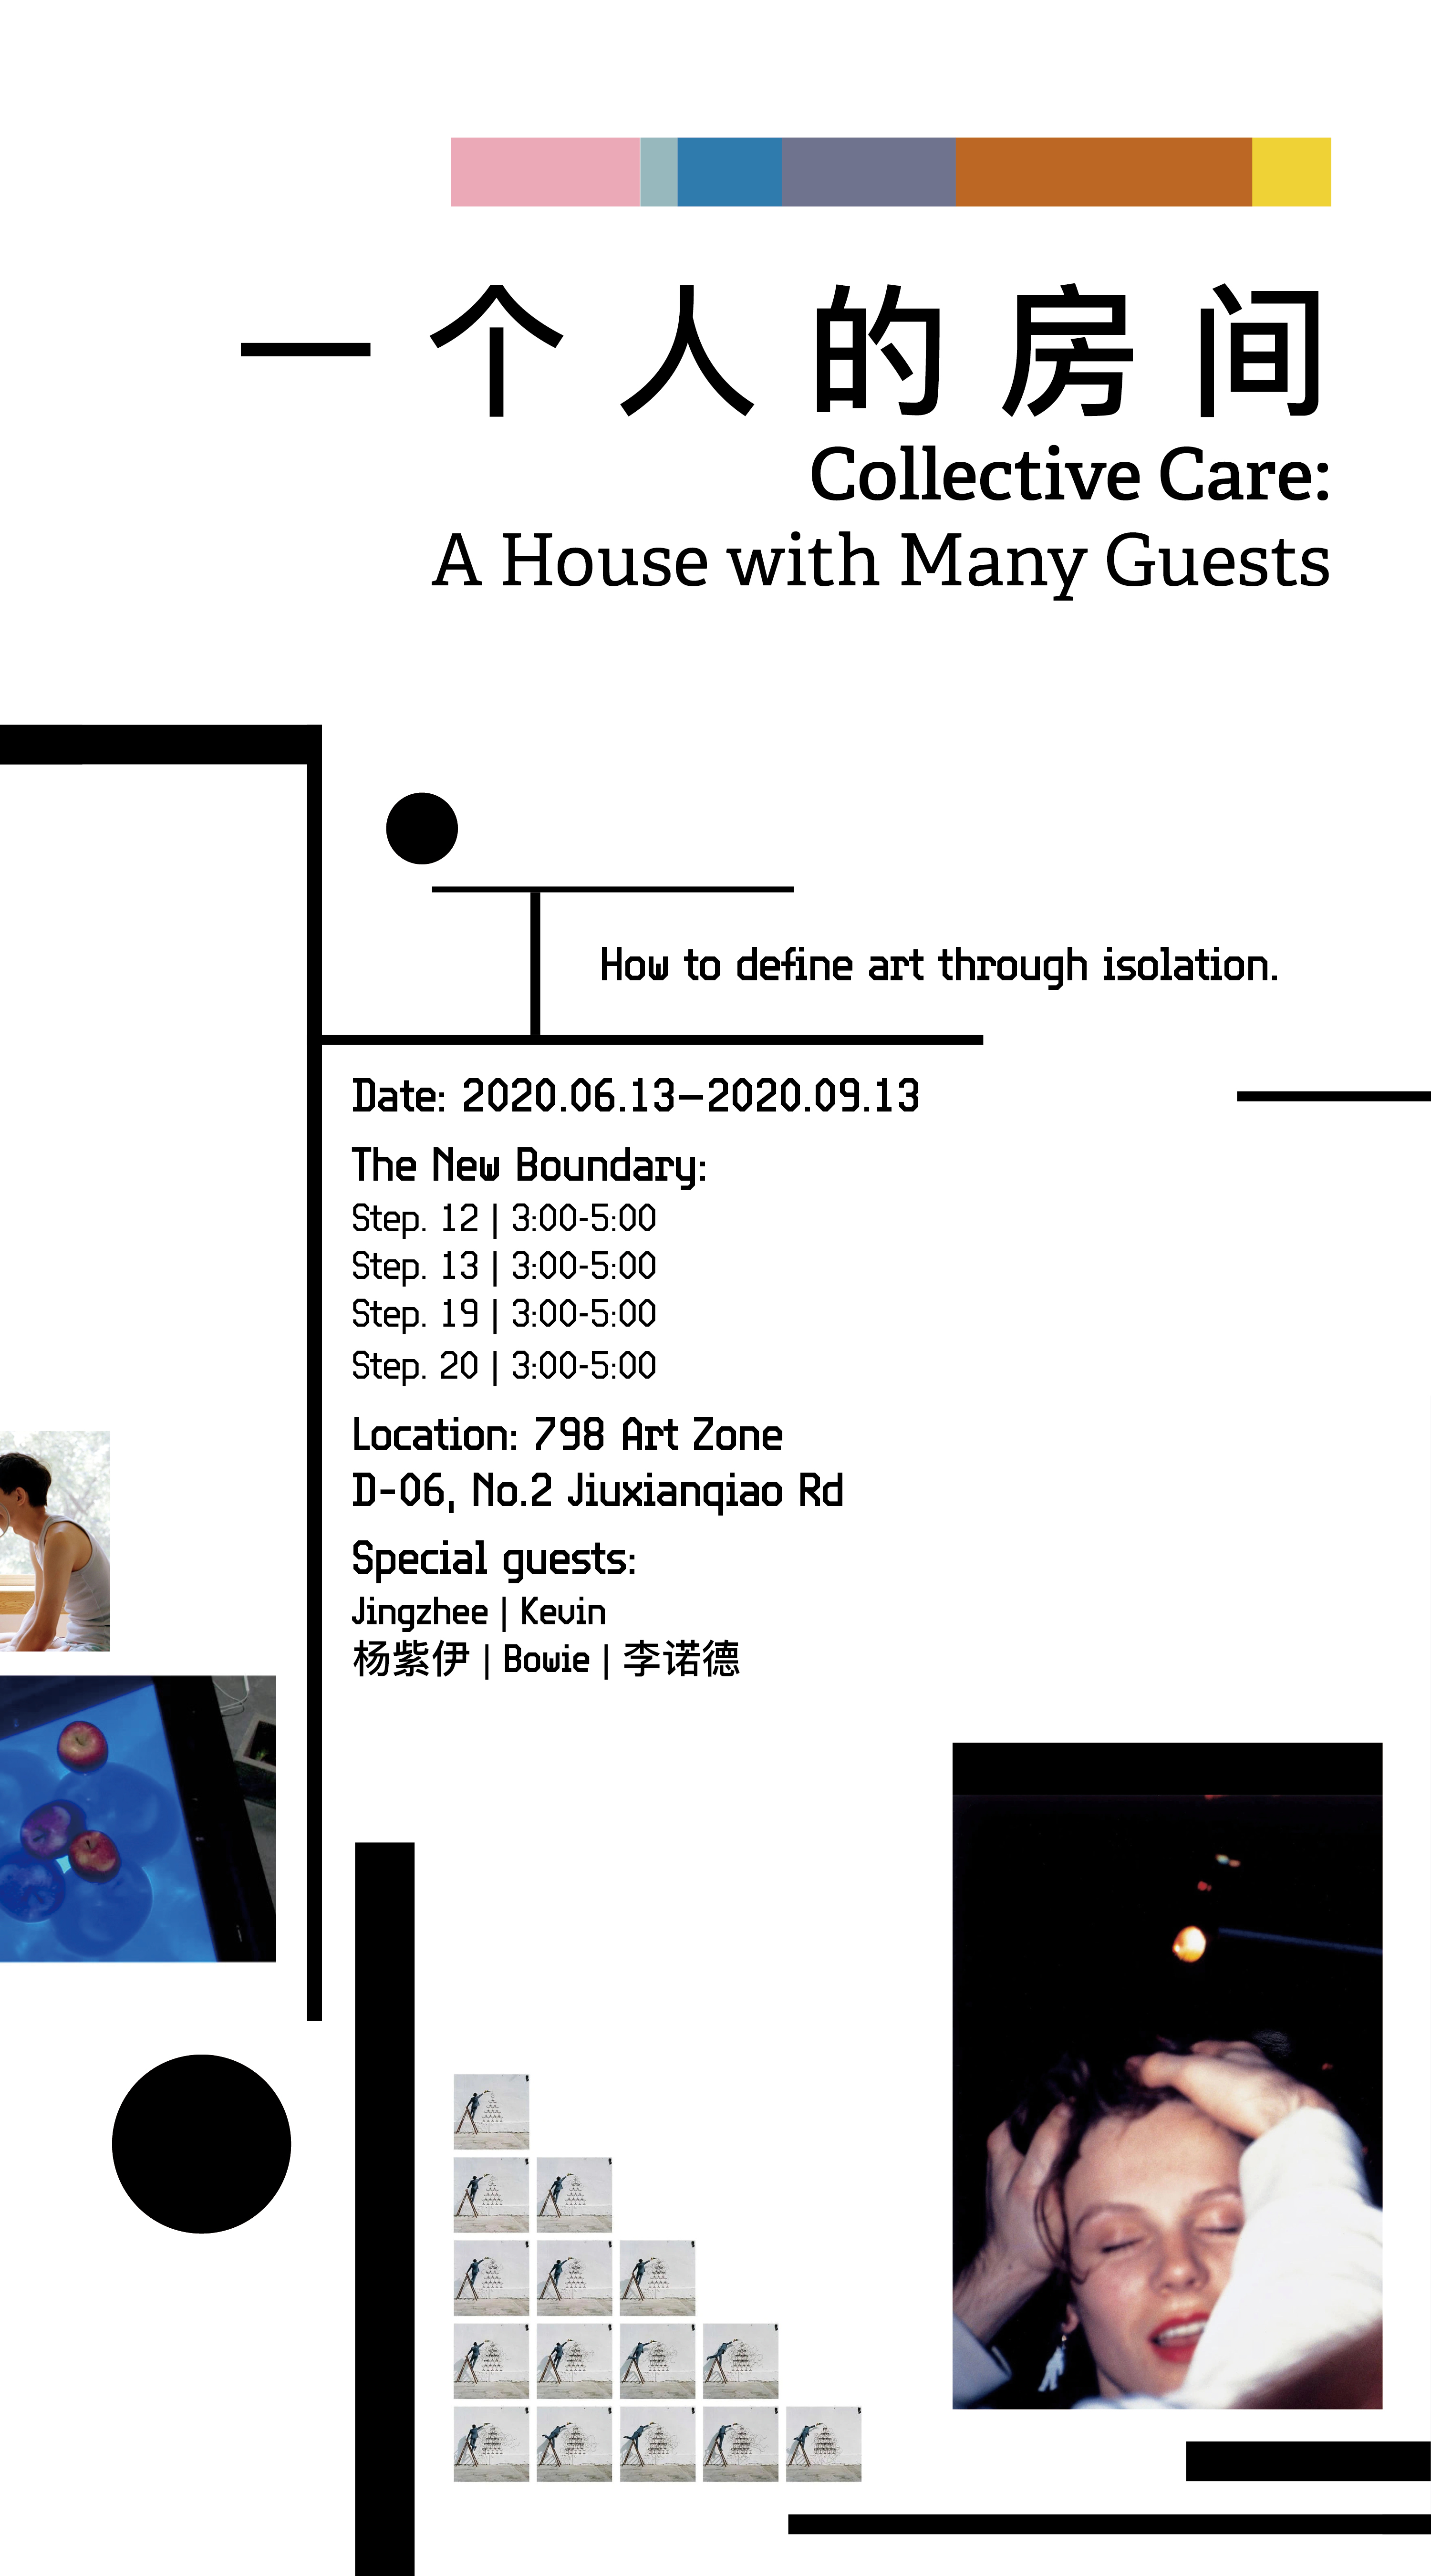 一个人的房间
Collective Care:
A House with Many Guests
How to define art through isolation.
Date: 2020.06.13–2020.09.13
The New Boundary:
Step. 12 | 3:00-5:00
Step. 13 | 3:00-5:00
Step. 19 | 3:00-5:00
Step. 20 | 3:00-5:00
Location: 798 Art Zone
D-06, No.2 Jiuxianqiao Rd
Special guests:
Jingzhee | Kevin
杨紫伊 | Bowie | 李诺德